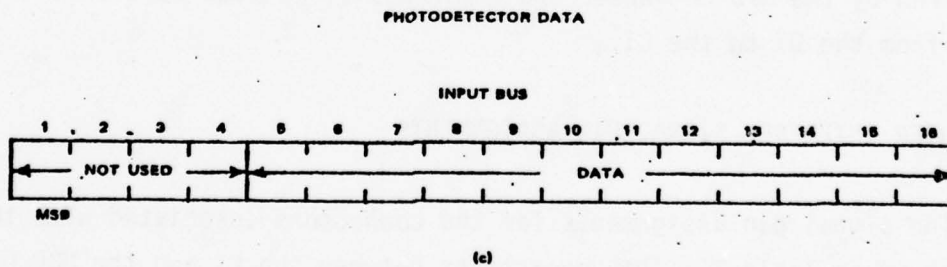 PHOTODETECTOR DATA
INPUT BUS
1 2 3 4 5 6 7 8 9 10 11 12 13 14 15 16
NOT USED DATA
MSB
(c)